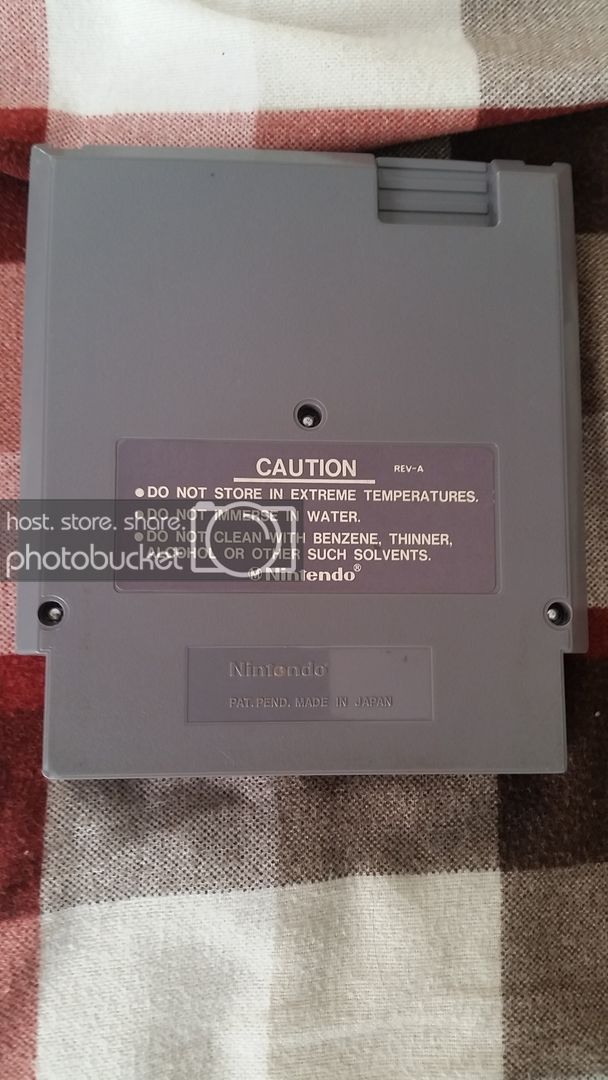 CAUTION REV-A
● DO NOT STORE IN EXTREME TEMPERATURES.
● DO NOT IMMERSE IN WATER.
● DO NOT CLEAN WITH BENZENE, THINNER,
ALCOHOL OR OTHER SUCH SOLVENTS.
Ⓜ Nintendo®
host. store. share.
photobucket
Nintendo®
PAT. PEND. MADE IN JAPAN